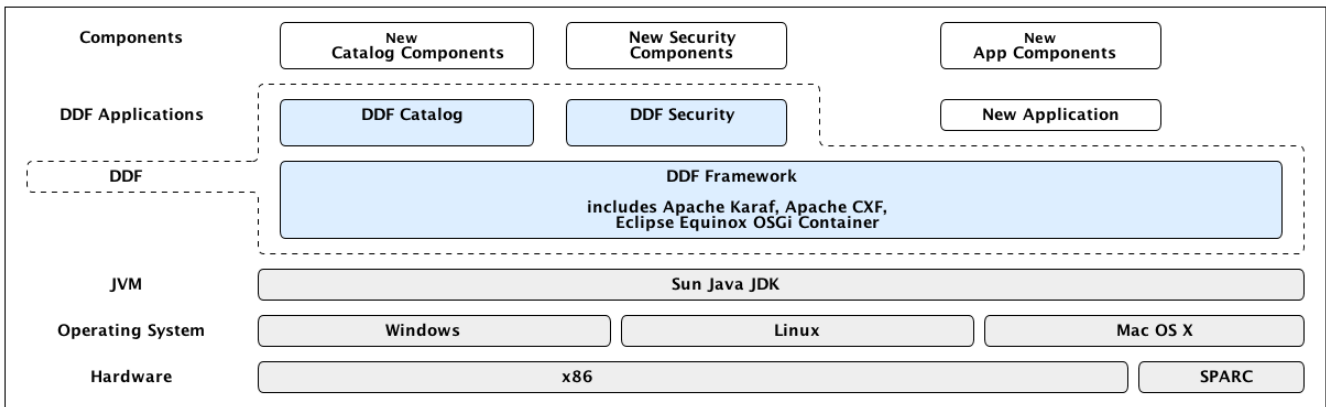 Components
New
Catalog Components
New Security
Components
New
App Components
DDF Applications
DDF Catalog
DDF Security
New Application
DDF
DDF Framework
includes Apache Karaf, Apache CXF,
Eclipse Equinox OSGi Container
JVM
Sun Java JDK
Operating System
Windows
Linux
Mac OS X
Hardware
x86
SPARC